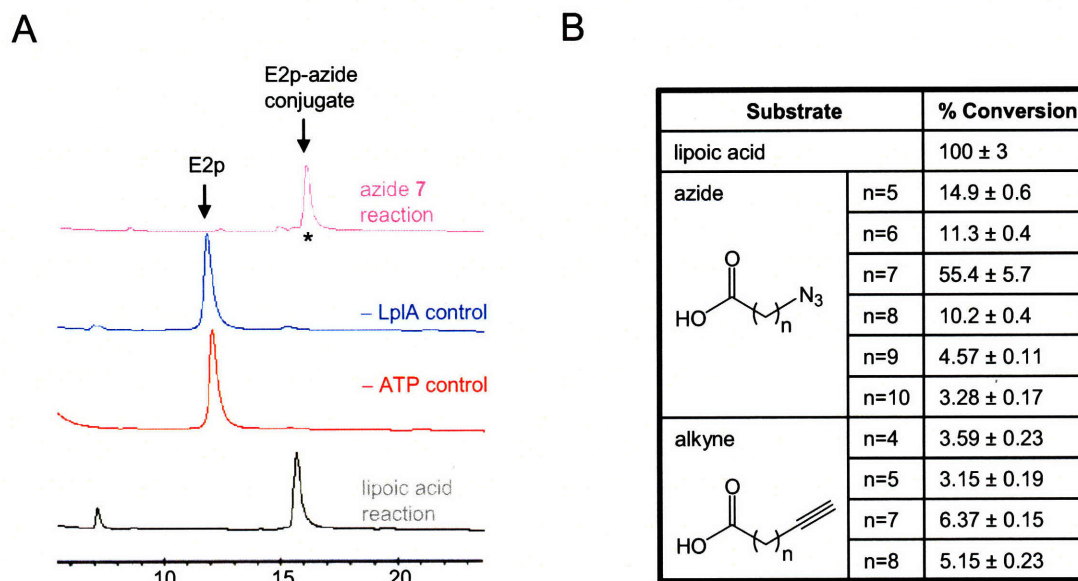 A
E2p-azide
conjugate
E2p
azide 7
reaction
*
– LplA control
– ATP control
lipoic acid
reaction
10
15
20
B
Substrate % Conversion
lipoic acid 100 ± 3
azide n=5 14.9 ± 0.6
n=6 11.3 ± 0.4
n=7 55.4 ± 5.7
n=8 10.2 ± 0.4
n=9 4.57 ± 0.11
n=10 3.28 ± 0.17
O
HO
N3
n
alkyne n=4 3.59 ± 0.23
n=5 3.15 ± 0.19
n=7 6.37 ± 0.15
n=8 5.15 ± 0.23
O
HO
n